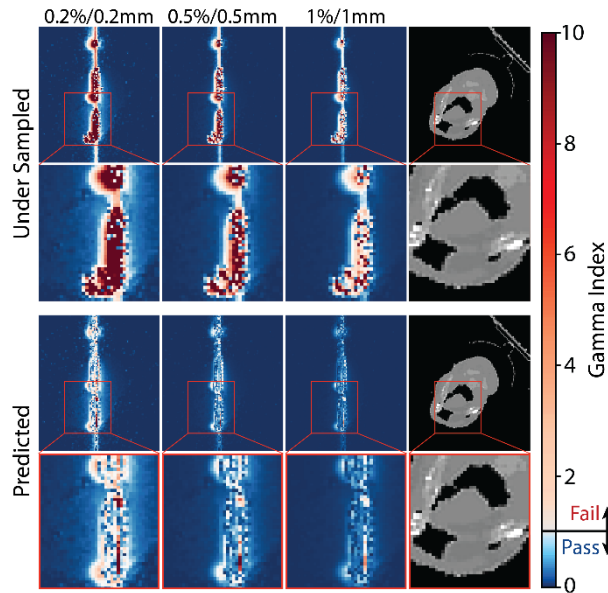 0.2%/0.2mm 0.5%/0.5mm 1%/1mm
Under Sampled
Predicted
10
8
6
4
2
0
Gamma Index
Fail
Pass